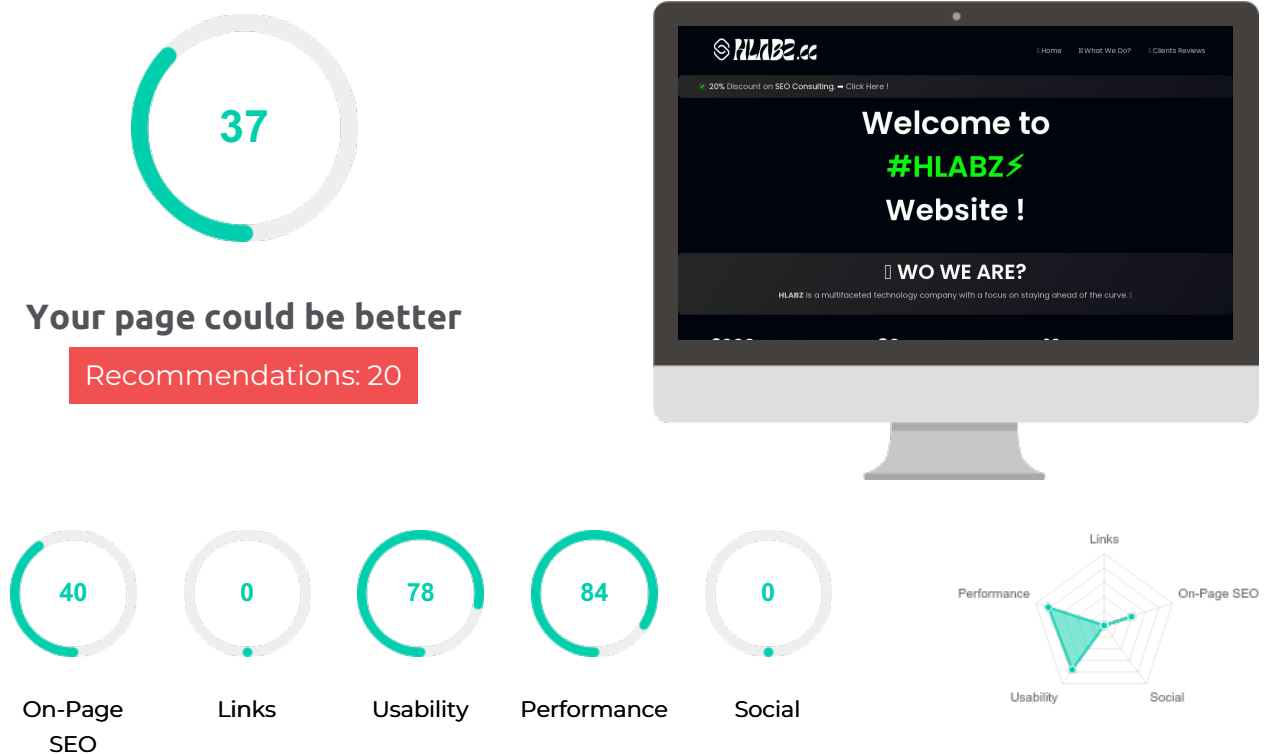 37
Your page could be better
Recommendations: 20
HLABZ.cc
Home What We Do? Clients Reviews
20% Discount on SEO Consulting. ➡ Click Here !
Welcome to
#HLABZ⚡
Website !
WO WE ARE?
HLABZ is a multifaceted technology company with a focus on staying ahead of the curve.
40
0
78
84
0
On-Page
SEO
Links
Usability
Performance
Social
Links
Performance
On-Page SEO
Usability
Social